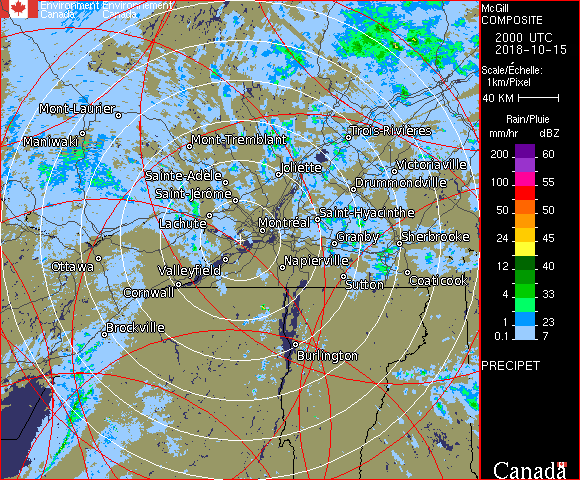 Environment Environnement
Canada Canada
McGill
COMPOSITE
2000 UTC
2018-10-15
Scale/Échelle:
1km/Pixel
40 KM
Rain/Pluie
mm/hr dBZ
200 60
100 55
50 50
24 45
12 40
4 33
1 23
0.1 7
PRECIPET
Canada
Mont-Laurier
Maniwaki
Mont-Tremblant
Trois-Rivières
Sainte-Adèle
Joliette
Victoriaville
Saint-Jérôme
Drummondville
Lachute
Montréal
Saint-Hyacinthe
Granby
Sherbrooke
Ottawa
Valleyfield
Napierville
Cornwall
Sutton
Coaticook
Brockville
Burlington